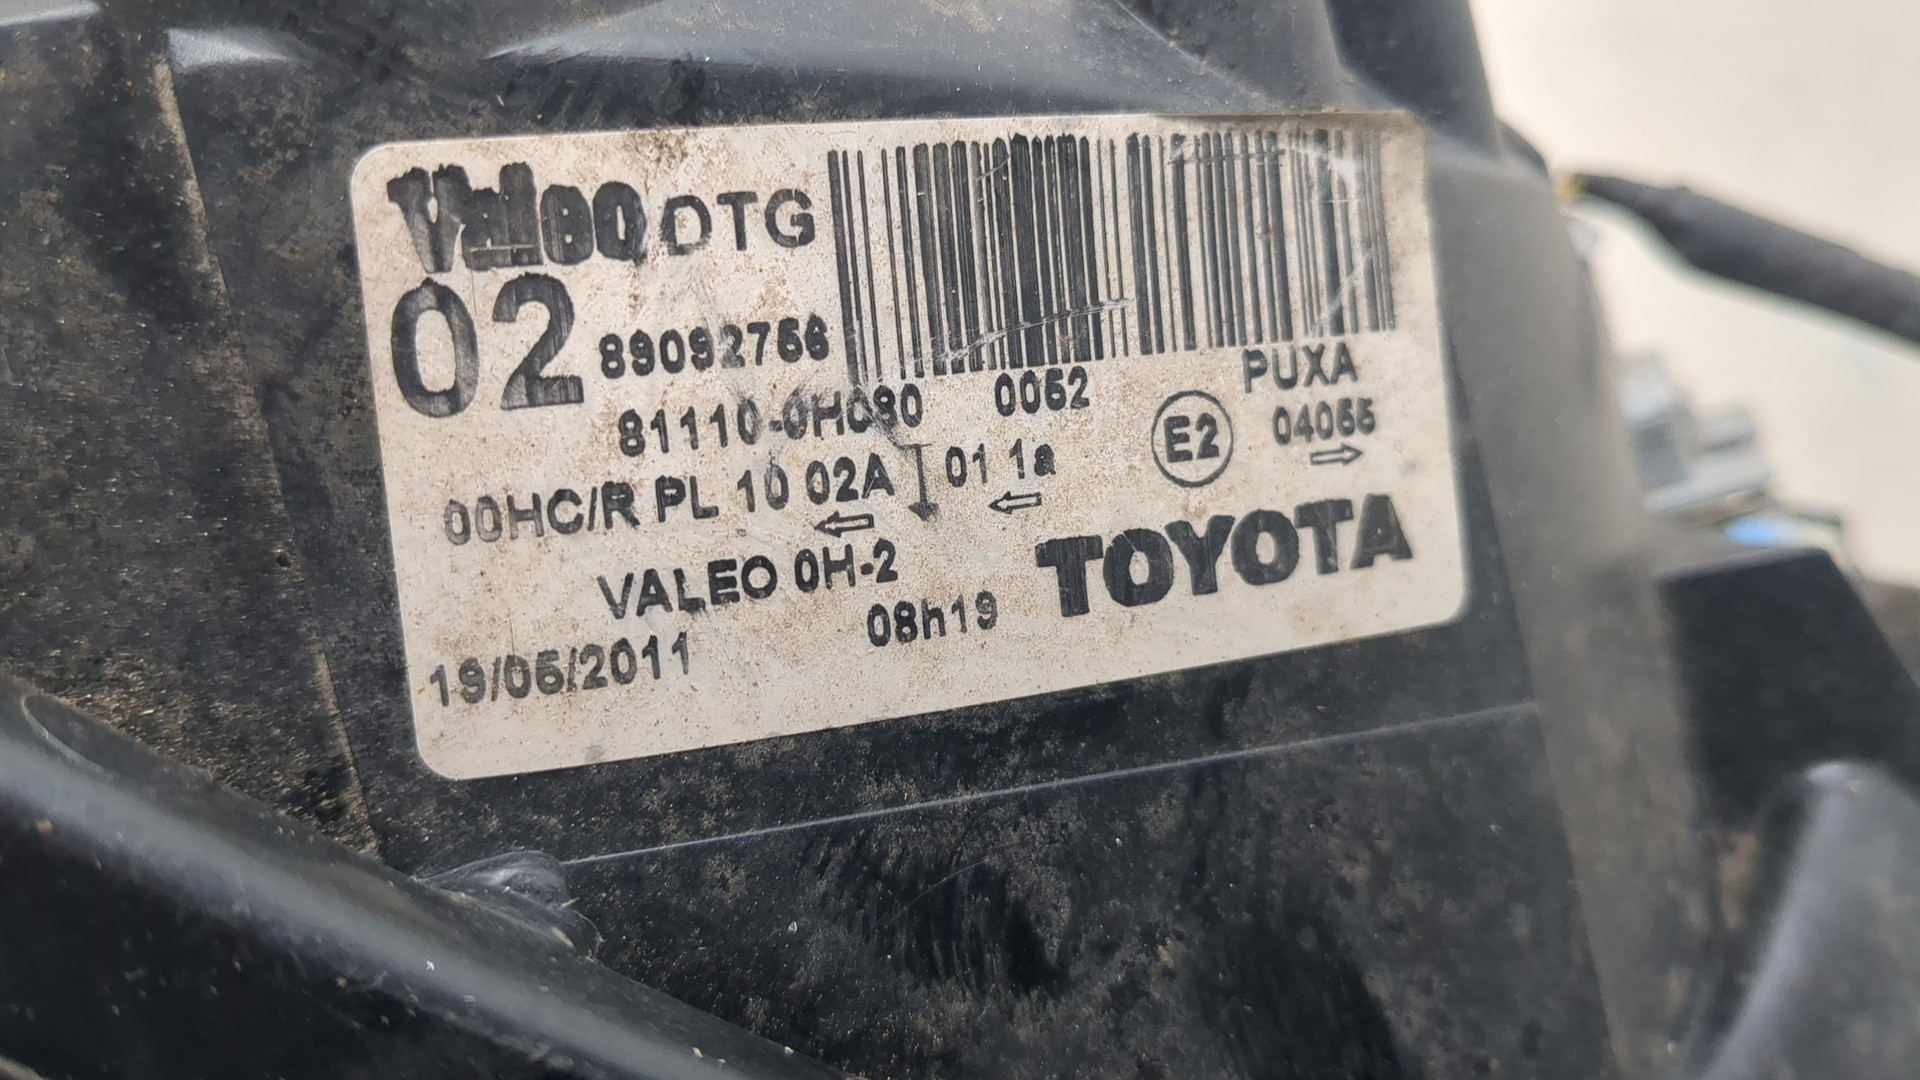 Valeo DTG
02 89092756
81110-0H080 0052 PUXA
00HC/R PL 10 02A 01 1a E2 04055
VALEO 0H-2 TOYOTA
19/05/2011 08h19